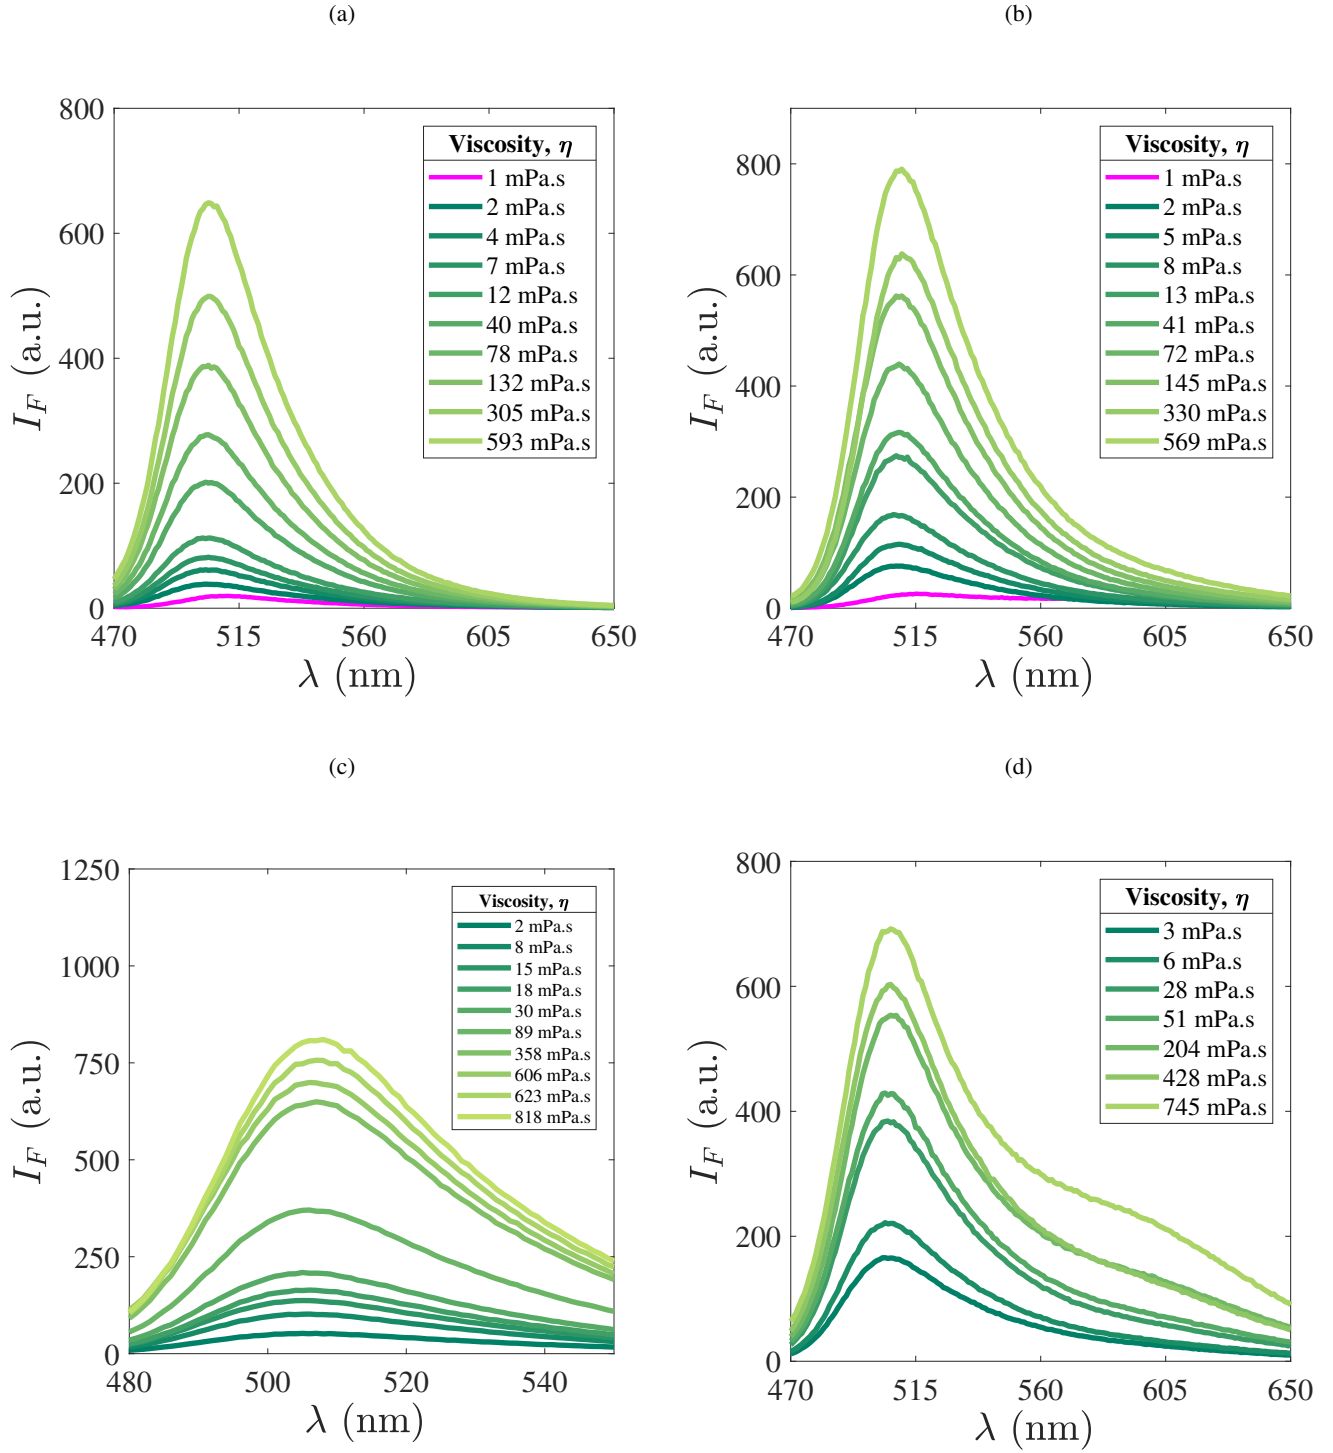 (a)
I_F (a.u.)
800
600
400
200
0
470 515 560 605 650
λ (nm)
Viscosity, η
1 mPa.s
2 mPa.s
4 mPa.s
7 mPa.s
12 mPa.s
40 mPa.s
78 mPa.s
132 mPa.s
305 mPa.s
593 mPa.s
(b)
I_F (a.u.)
800
600
400
200
0
470 515 560 605 650
λ (nm)
Viscosity, η
1 mPa.s
2 mPa.s
5 mPa.s
8 mPa.s
13 mPa.s
41 mPa.s
72 mPa.s
145 mPa.s
330 mPa.s
569 mPa.s
(c)
I_F (a.u.)
1250
1000
750
500
250
0
480 500 520 540
λ (nm)
Viscosity, η
2 mPa.s
8 mPa.s
15 mPa.s
18 mPa.s
30 mPa.s
89 mPa.s
358 mPa.s
606 mPa.s
623 mPa.s
818 mPa.s
(d)
I_F (a.u.)
800
600
400
200
0
470 515 560 605 650
λ (nm)
Viscosity, η
3 mPa.s
6 mPa.s
28 mPa.s
51 mPa.s
204 mPa.s
428 mPa.s
745 mPa.s